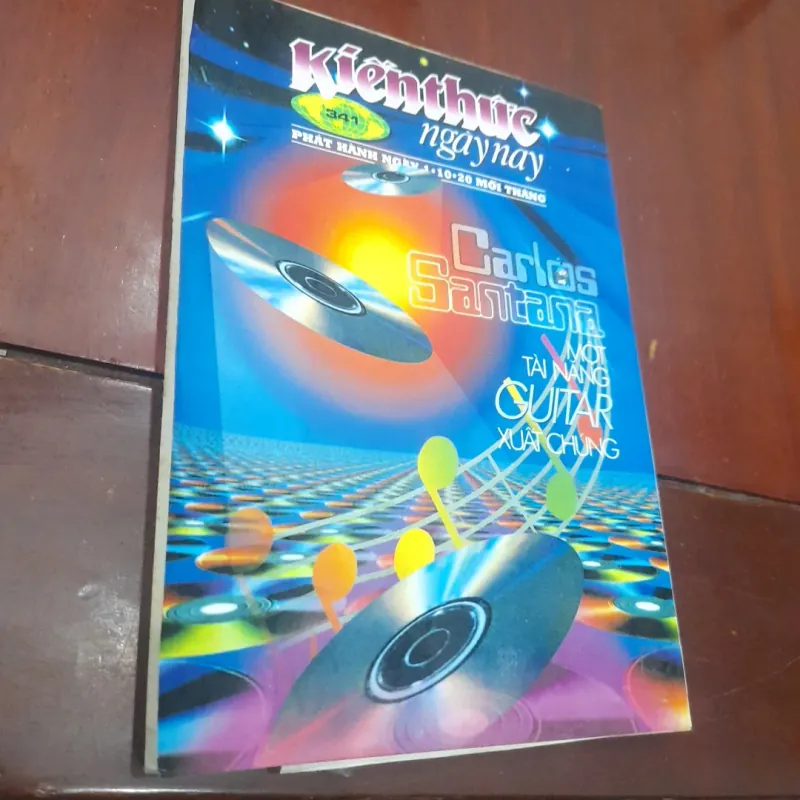 Kiến thức
341
ngày nay
PHÁT HÀNH NGÀY 1•10•20 MỖI THÁNG
Carlos
Santana
MỘT
TÀI NĂNG
GUITAR
XUẤT CHÚNG